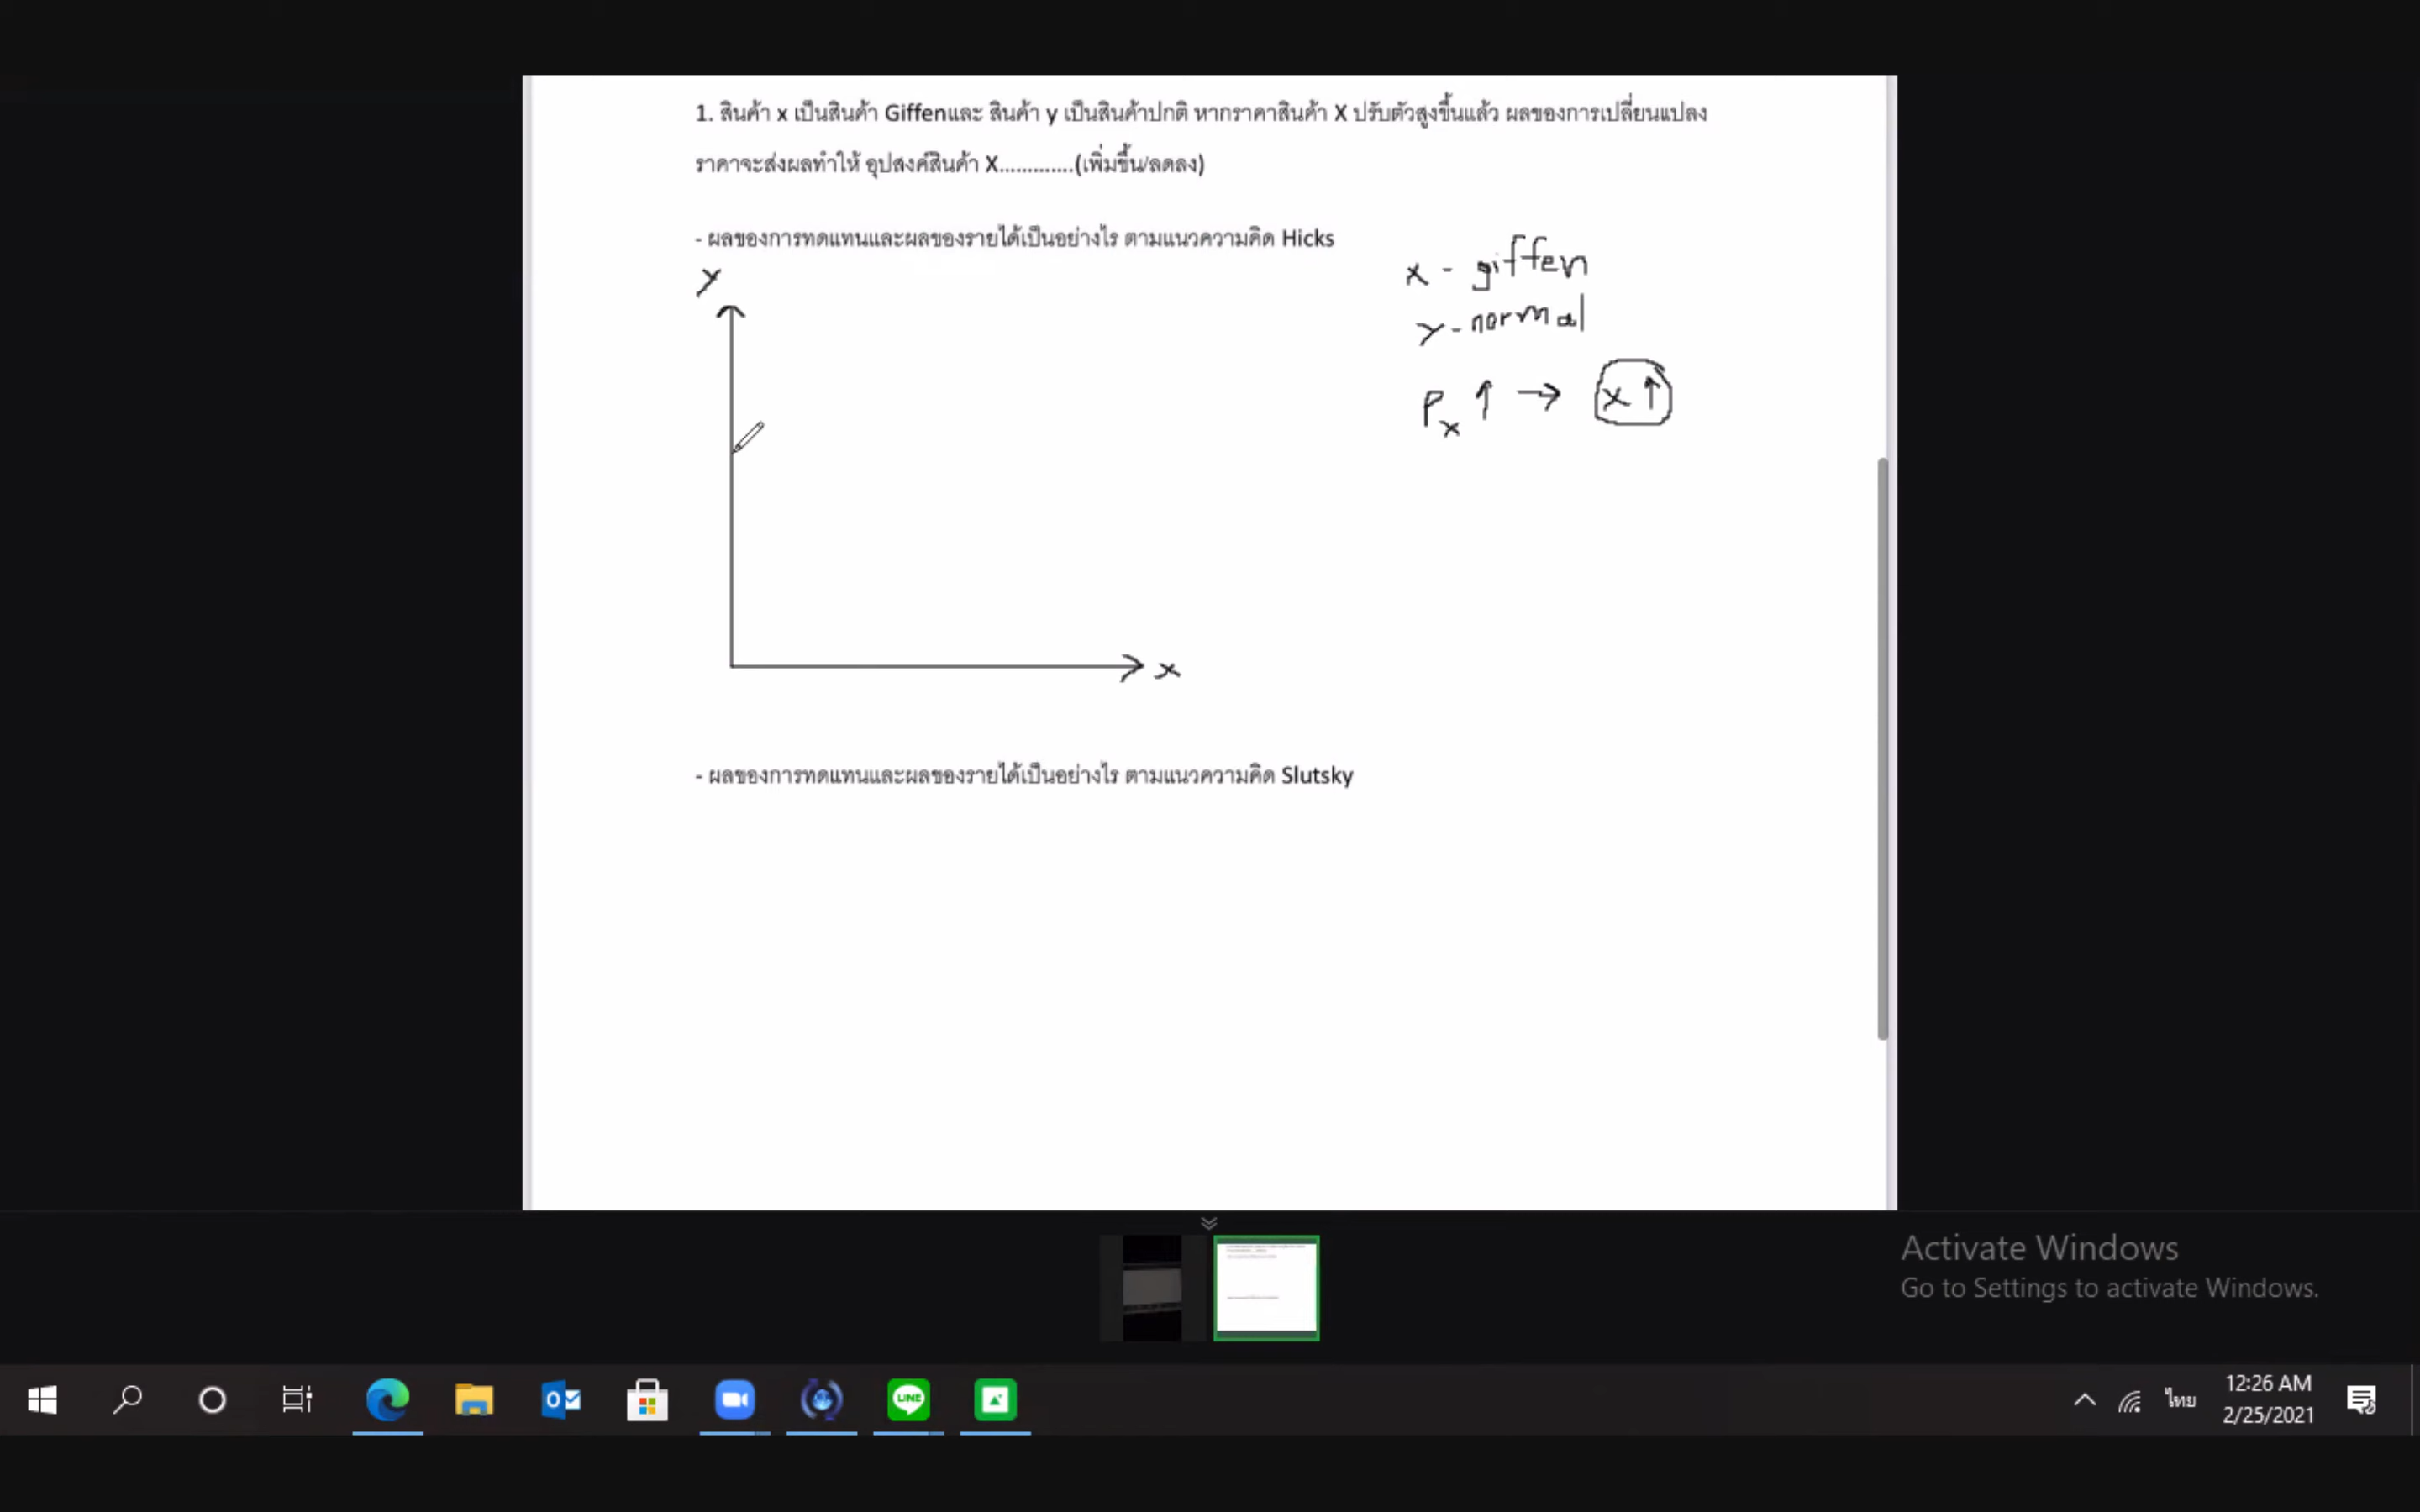 1. สินค้า x เป็นสินค้า Giffenและ สินค้า y เป็นสินค้าปกติ หากราคาสินค้า X ปรับตัวสูงขึ้นแล้ว ผลของการเปลี่ยนแปลง
ราคาจะส่งผลทำให้ อุปสงค์สินค้า X.............(เพิ่มขึ้น/ลดลง)
- ผลของการทดแทนและผลของรายได้เป็นอย่างไร ตามแนวความคิด Hicks
y
x - giffen
y - normal
Px ↑ → x ↑
x
- ผลของการทดแทนและผลของรายได้เป็นอย่างไร ตามแนวความคิด Slutsky
Activate Windows
Go to Settings to activate Windows.
LINE
ไทย
12:26 AM
2/25/2021